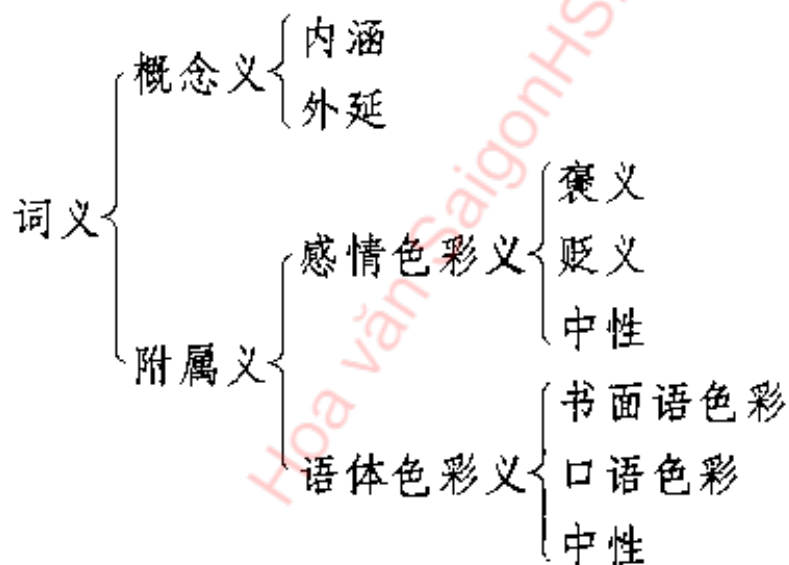 词义
概念义
内涵
外延
附属义
感情色彩义
褒义
贬义
中性
语体色彩义
书面语色彩
口语色彩
中性
Hoa văn SaigonHS